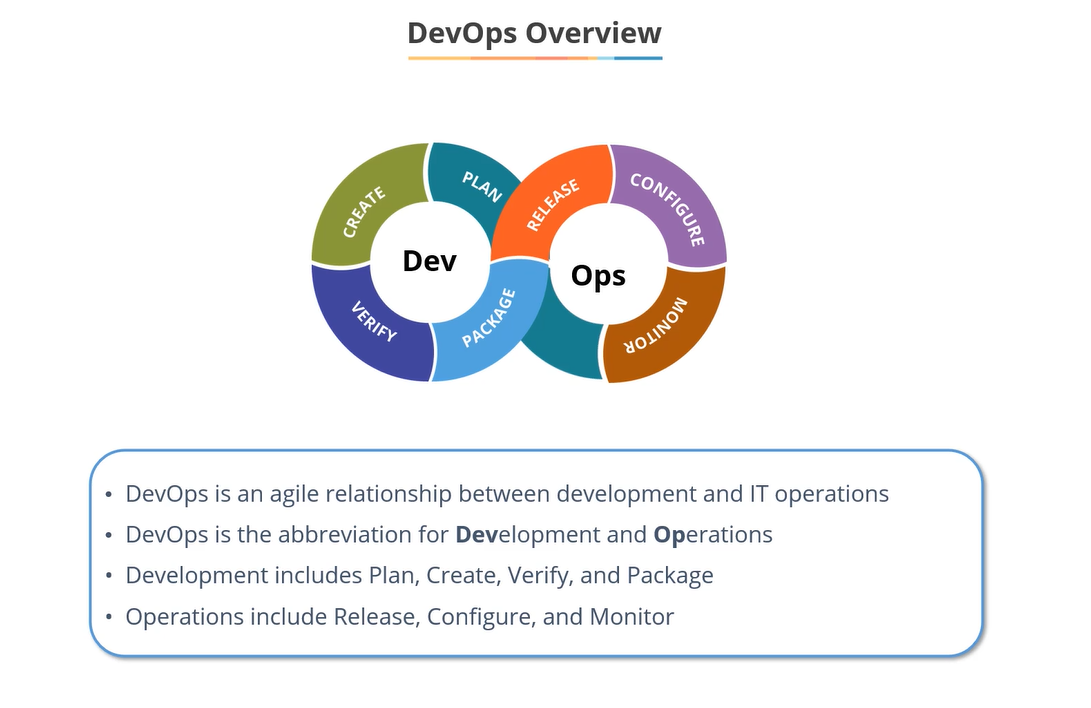 DevOps Overview
CREATE
PLAN
RELEASE
CONFIGURE
Dev
Ops
VERIFY
PACKAGE
MONITOR
• DevOps is an agile relationship between development and IT operations
• DevOps is the abbreviation for Development and Operations
• Development includes Plan, Create, Verify, and Package
• Operations include Release, Configure, and Monitor